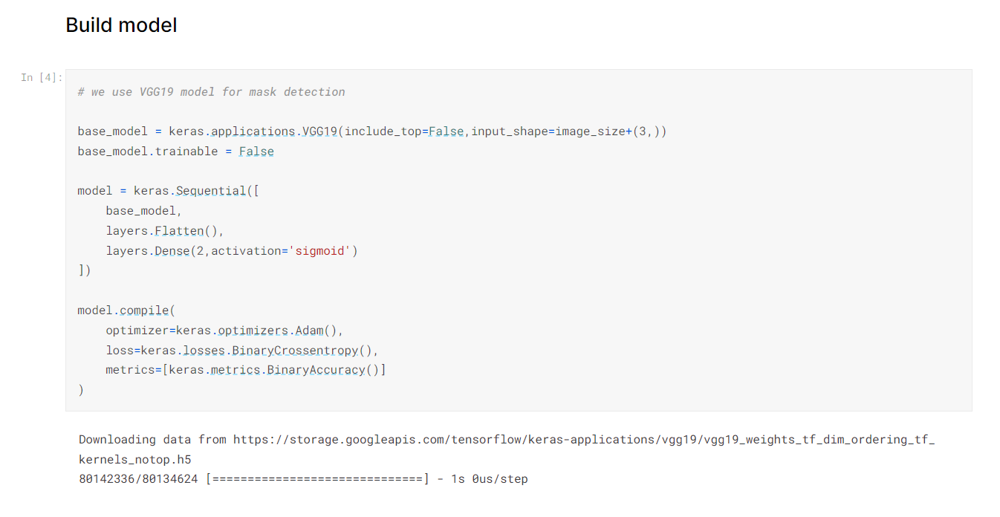 Build model
In [4]:
# we use VGG19 model for mask detection
base_model = keras.applications.VGG19(include_top=False,input_shape=image_size+(3,))
base_model.trainable = False
model = keras.Sequential([
    base_model,
    layers.Flatten(),
    layers.Dense(2,activation='sigmoid')
])
model.compile(
    optimizer=keras.optimizers.Adam(),
    loss=keras.losses.BinaryCrossentropy(),
    metrics=[keras.metrics.BinaryAccuracy()]
)
Downloading data from https://storage.googleapis.com/tensorflow/keras-applications/vgg19/vgg19_weights_tf_dim_ordering_tf_
kernels_notop.h5
80142336/80134624 [==============================] - 1s 0us/step